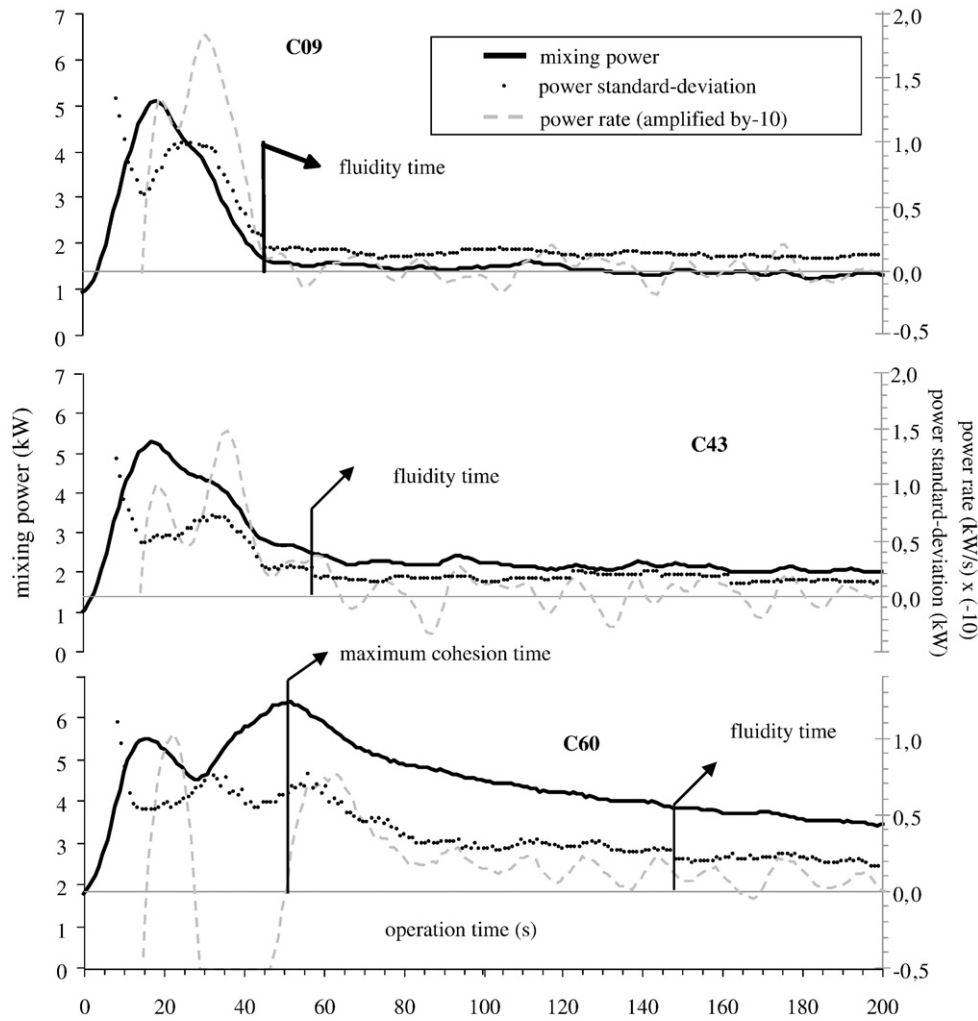 7
6
5
4
3
2
1
0
C09
mixing power
power standard-deviation
power rate (amplified by-10)
fluidity time
2,0
1,5
1,0
0,5
0,0
-0,5
7
6
5
4
3
2
1
0
C43
fluidity time
2,0
1,5
1,0
0,5
0,0
mixing power (kW)
power standard-deviation (kW)
power rate (kW/s) x (-10)
maximum cohesion time
6
5
4
3
2
1
0
C60
fluidity time
1,0
0,5
0,0
-0,5
operation time (s)
0 20 40 60 80 100 120 140 160 180 200